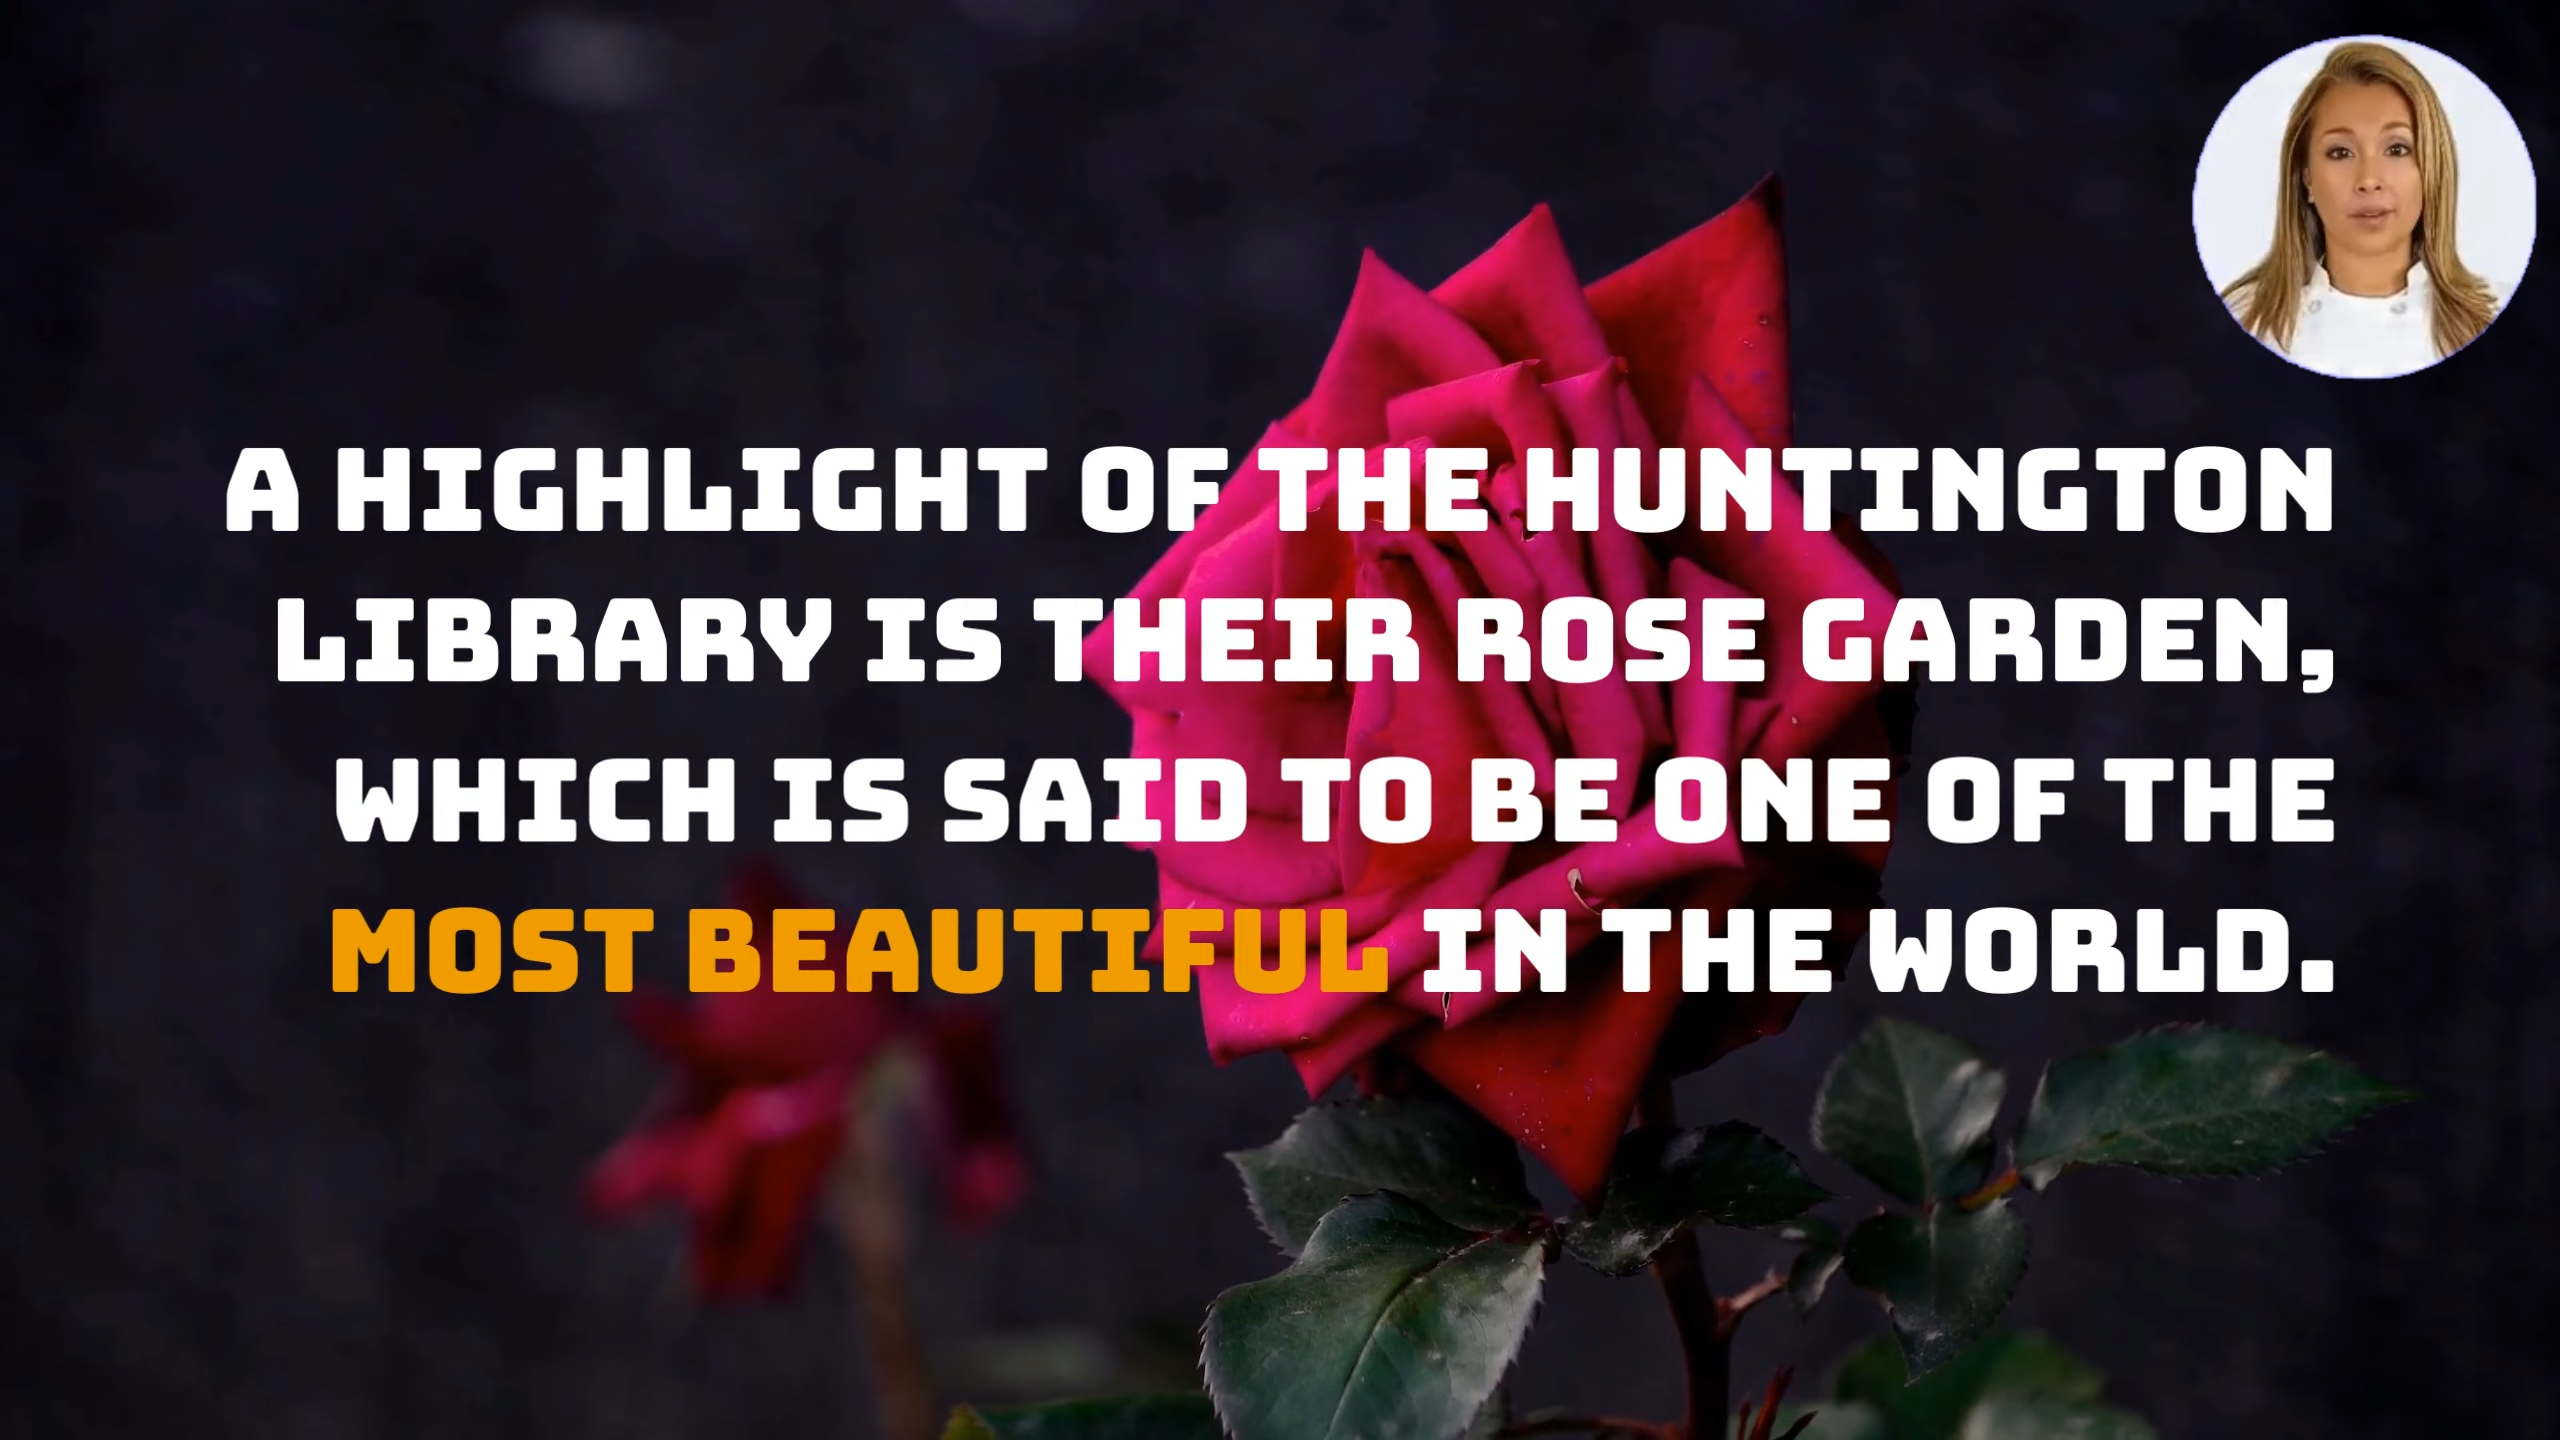 A HIGHLIGHT OF THE HUNTINGTON
LIBRARY IS THEIR ROSE GARDEN,
WHICH IS SAID TO BE ONE OF THE
MOST BEAUTIFUL IN THE WORLD.